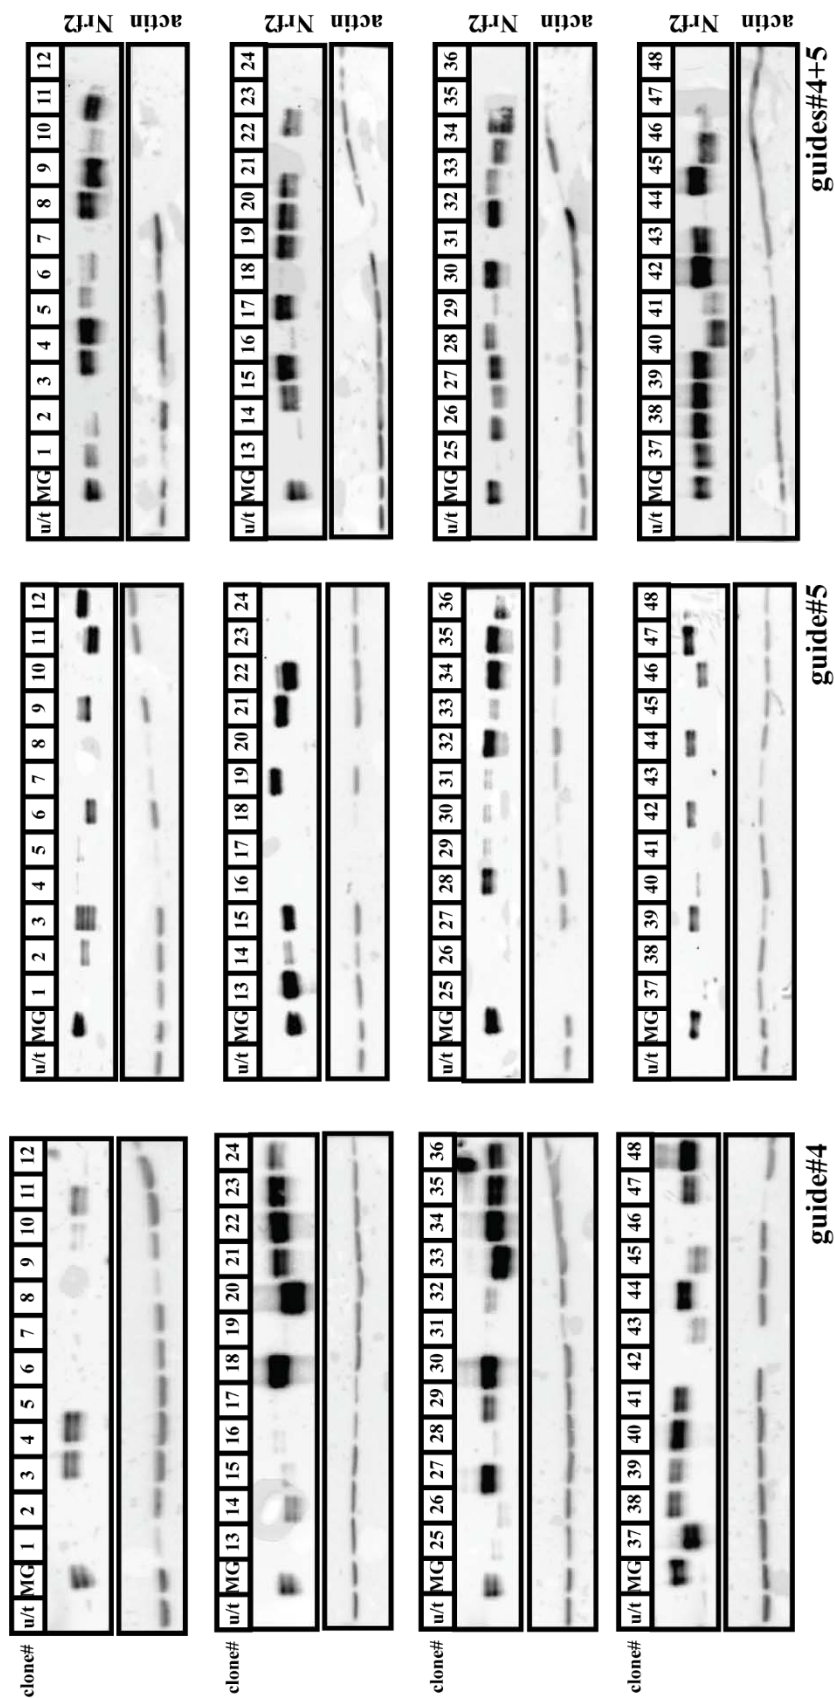 clone# u/t MG 1 2 3 4 5 6 7 8 9 10 11 12
u/t MG 1 2 3 4 5 6 7 8 9 10 11 12
u/t MG 1 2 3 4 5 6 7 8 9 10 11 12
Nrf2
actin
clone# u/t MG 13 14 15 16 17 18 19 20 21 22 23 24
u/t MG 13 14 15 16 17 18 19 20 21 22 23 24
u/t MG 13 14 15 16 17 18 19 20 21 22 23 24
Nrf2
actin
clone# u/t MG 25 26 27 28 29 30 31 32 33 34 35 36
u/t MG 25 26 27 28 29 30 31 32 33 34 35 36
u/t MG 25 26 27 28 29 30 31 32 33 34 35 36
Nrf2
actin
clone# u/t MG 37 38 39 40 41 42 43 44 45 46 47 48
u/t MG 37 38 39 40 41 42 43 44 45 46 47 48
u/t MG 37 38 39 40 41 42 43 44 45 46 47 48
Nrf2
actin
guide#4
guide#5
guides#4+5